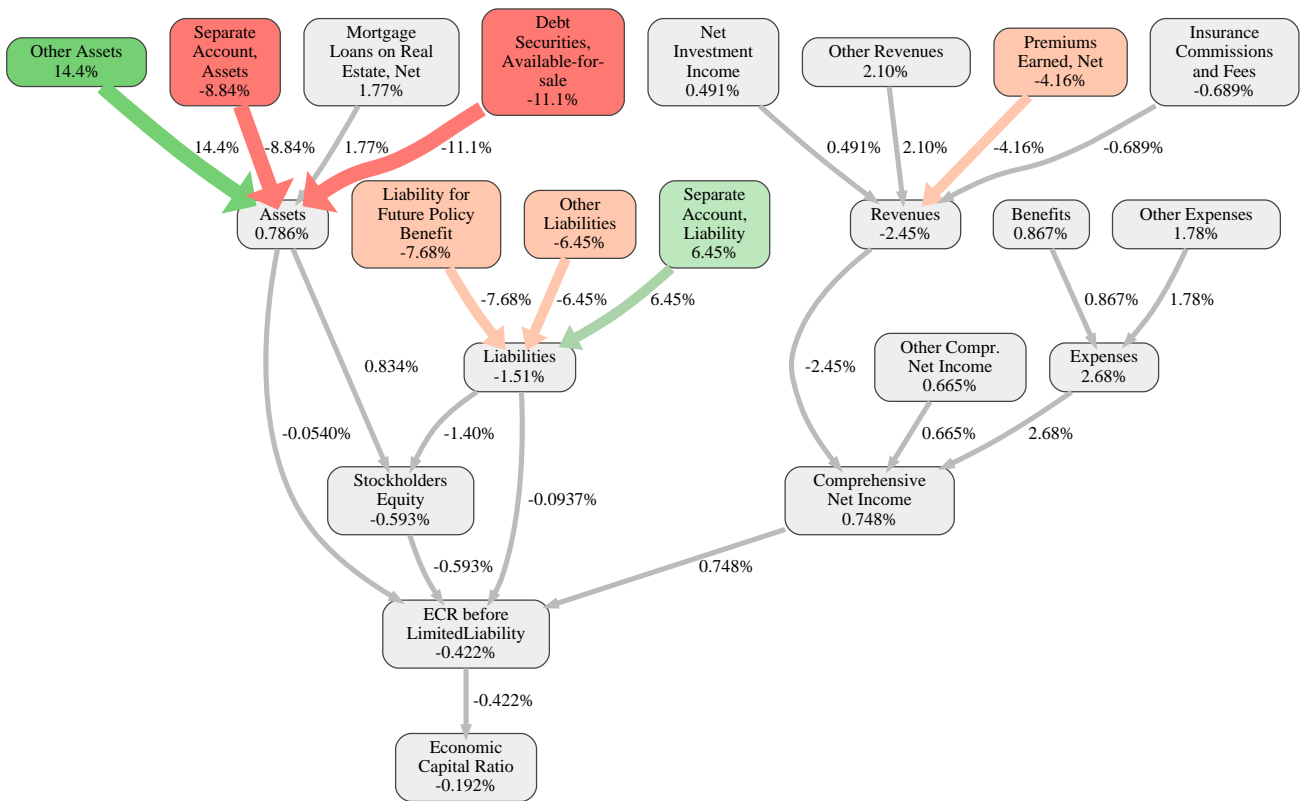 Other Assets
14.4%
Separate
Account,
Assets
-8.84%
Mortgage
Loans on Real
Estate, Net
1.77%
Debt
Securities,
Available-for-
sale
-11.1%
Net
Investment
Income
0.491%
Other Revenues
2.10%
Premiums
Earned, Net
-4.16%
Insurance
Commissions
and Fees
-0.689%
14.4%
-8.84%
1.77%
-11.1%
0.491%
2.10%
-4.16%
-0.689%
Assets
0.786%
Liability for
Future Policy
Benefit
-7.68%
Other
Liabilities
-6.45%
Separate
Account,
Liability
6.45%
Revenues
-2.45%
Benefits
0.867%
Other Expenses
1.78%
-7.68%
-6.45%
6.45%
0.867%
1.78%
Liabilities
-1.51%
Other Compr.
Net Income
0.665%
Expenses
2.68%
0.834%
-2.45%
-0.0540%
-1.40%
0.665%
2.68%
Stockholders
Equity
-0.593%
-0.0937%
Comprehensive
Net Income
0.748%
-0.593%
0.748%
ECR before
LimitedLiability
-0.422%
-0.422%
Economic
Capital Ratio
-0.192%